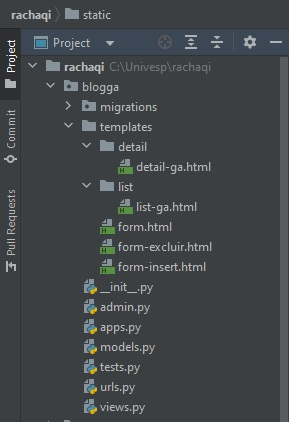 rachaqi static
Project
Project
Commit
Pull Requests
rachaqi C:\Univesp\rachaqi
blogga
migrations
templates
detail
detail-ga.html
list
list-ga.html
form.html
form-excluir.html
form-insert.html
__init__.py
admin.py
apps.py
models.py
tests.py
urls.py
views.py